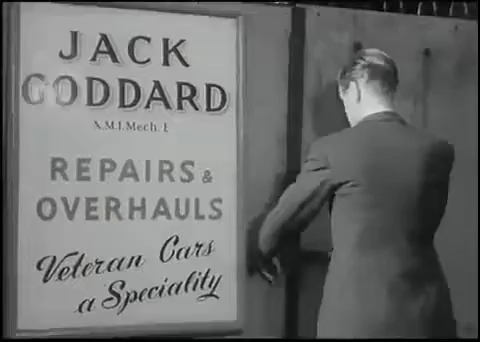 JACK
GODDARD
X.M.I.Mech.E
REPAIRS &
OVERHAULS
Veteran Cars
a Speciality